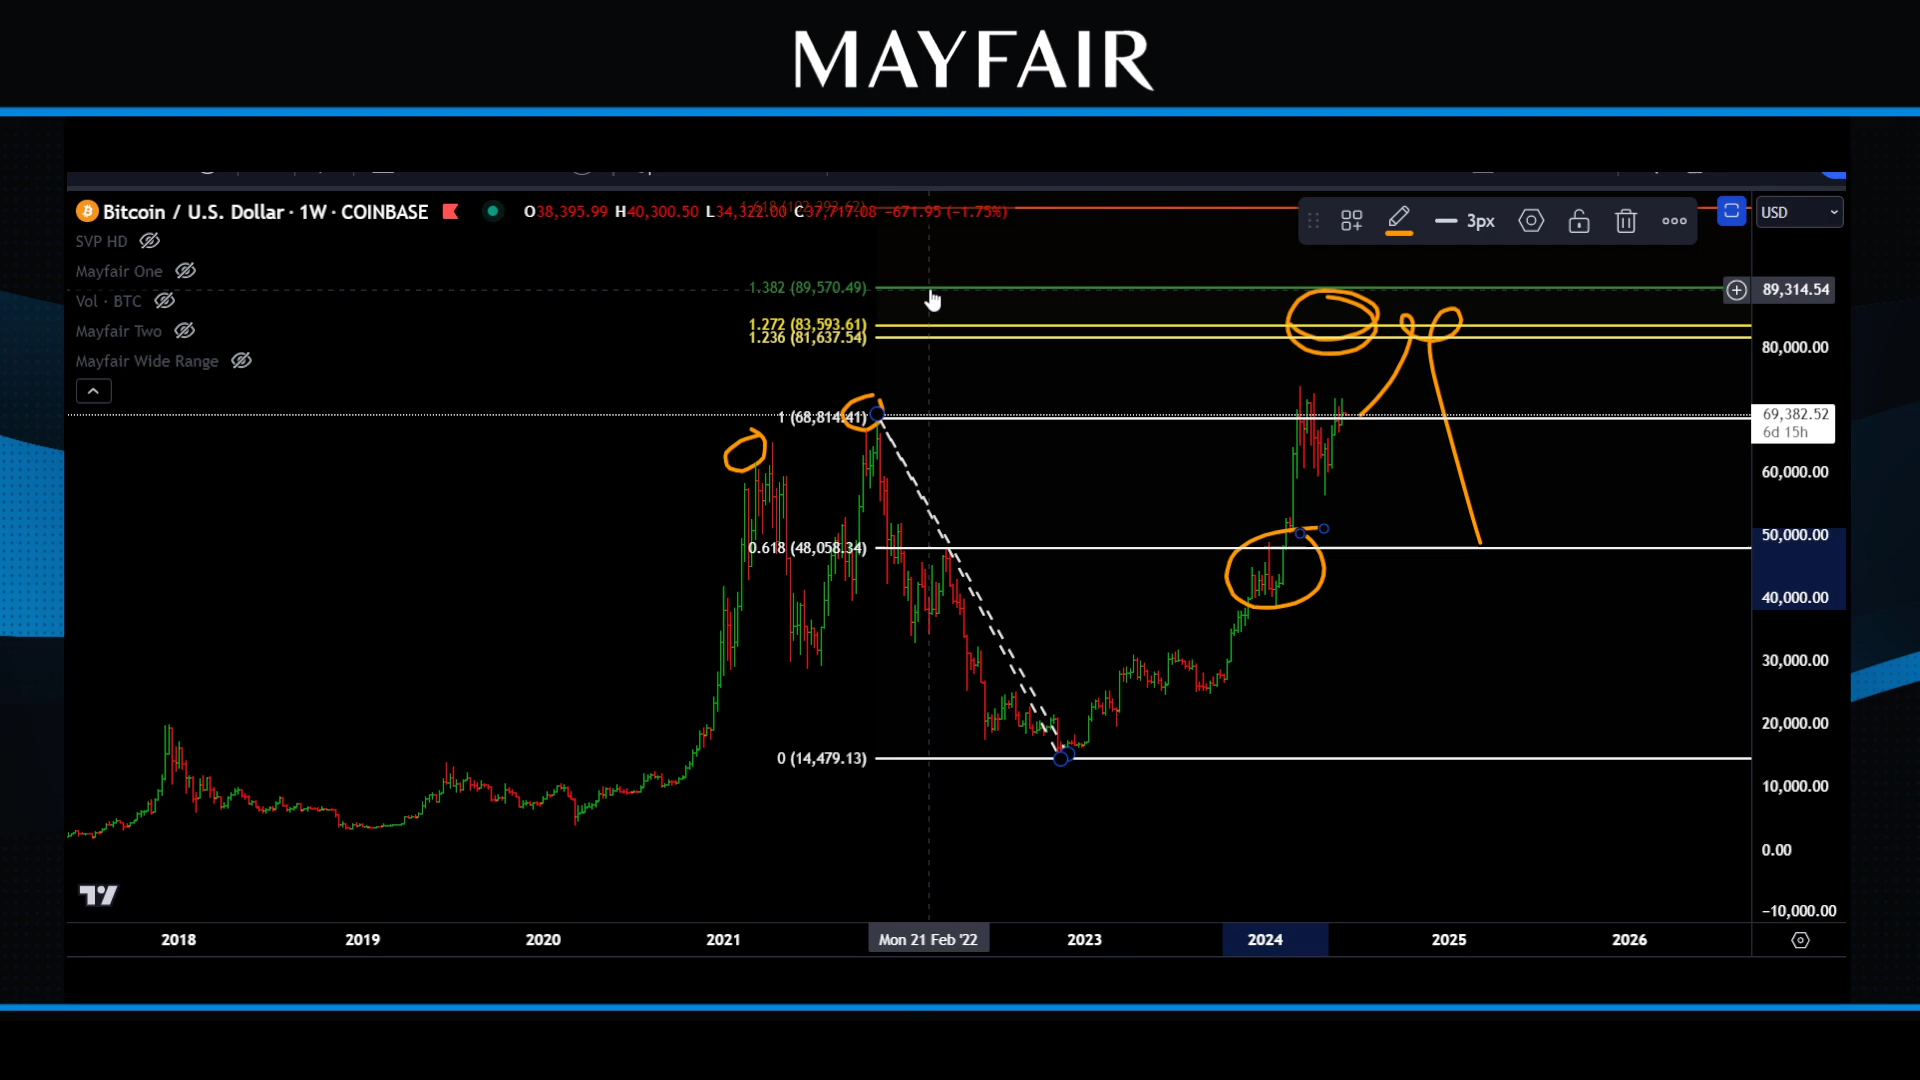 MAYFAIR
Bitcoin / U.S. Dollar · 1W · COINBASE O38,395.99 H40,300.50 L34,322.00 C37,717.08 −671.95 (−1.75%)
3px
USD
SVP HD
Mayfair One
Vol · BTC
Mayfair Two
Mayfair Wide Range
1.382 (89,570.49)
1.272 (83,593.61)
1.236 (81,637.54)
1 (68,814.41)
0.618 (48,058.34)
0 (14,479.13)
89,314.54
80,000.00
69,382.52
6d 15h
60,000.00
50,000.00
40,000.00
30,000.00
20,000.00
10,000.00
0.00
−10,000.00
2018
2019
2020
2021
Mon 21 Feb '22
2023
2024
2025
2026